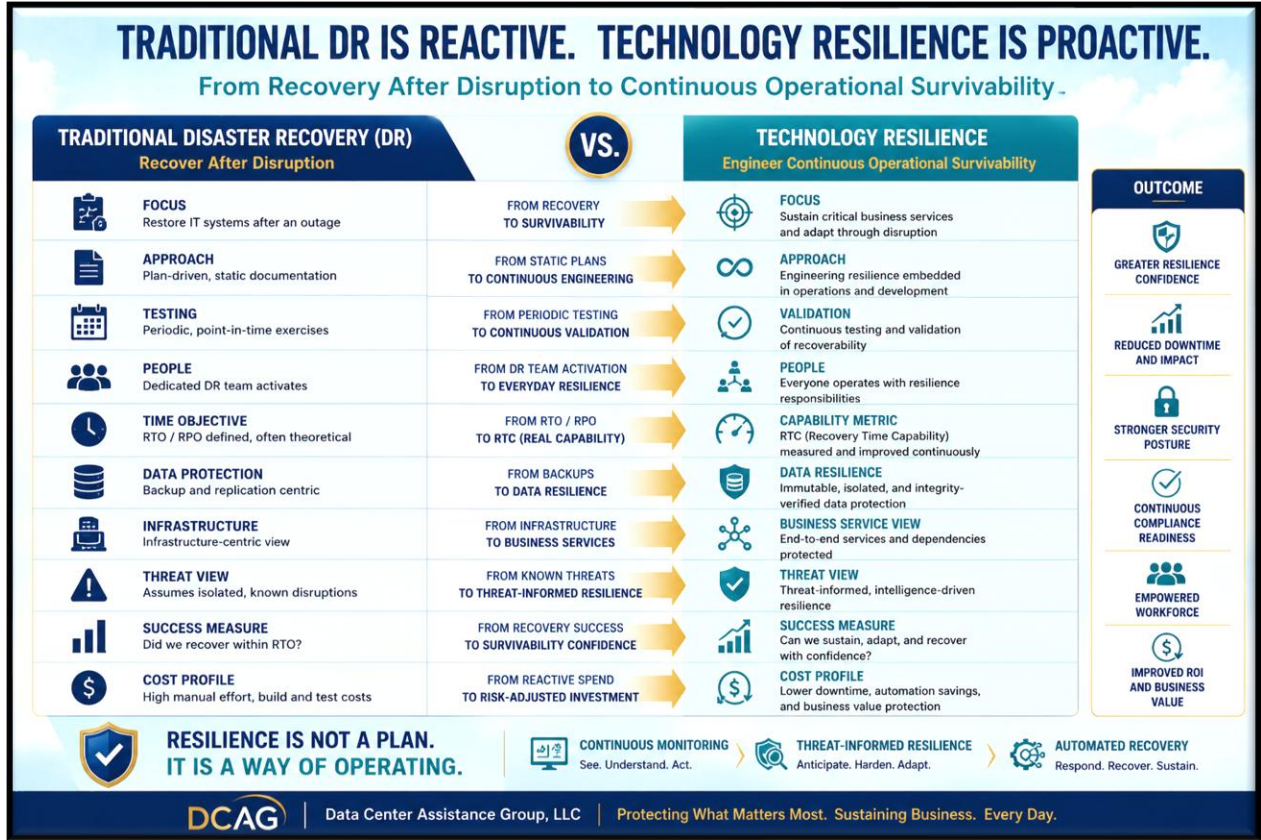 TRADITIONAL DR IS REACTIVE. TECHNOLOGY RESILIENCE IS PROACTIVE.
From Recovery After Disruption to Continuous Operational Survivability
TRADITIONAL DISASTER RECOVERY (DR)
Recover After Disruption
VS.
TECHNOLOGY RESILIENCE
Engineer Continuous Operational Survivability
FOCUS
Restore IT systems after an outage
FROM RECOVERY
TO SURVIVABILITY
FOCUS
Sustain critical business services
and adapt through disruption
APPROACH
Plan-driven, static documentation
FROM STATIC PLANS
TO CONTINUOUS ENGINEERING
APPROACH
Engineering resilience embedded
in operations and development
TESTING
Periodic, point-in-time exercises
FROM PERIODIC TESTING
TO CONTINUOUS VALIDATION
VALIDATION
Continuous testing and validation
of recoverability
PEOPLE
Dedicated DR team activates
FROM DR TEAM ACTIVATION
TO EVERYDAY RESILIENCE
PEOPLE
Everyone operates with resilience
responsibilities
TIME OBJECTIVE
RTO / RPO defined, often theoretical
FROM RTO / RPO
TO RTC (REAL CAPABILITY)
CAPABILITY METRIC
RTC (Recovery Time Capability)
measured and improved continuously
DATA PROTECTION
Backup and replication centric
FROM BACKUPS
TO DATA RESILIENCE
DATA RESILIENCE
Immutable, isolated, and integrity-
verified data protection
INFRASTRUCTURE
Infrastructure-centric view
FROM INFRASTRUCTURE
TO BUSINESS SERVICES
BUSINESS SERVICE VIEW
End-to-end services and dependencies
protected
THREAT VIEW
Assumes isolated, known disruptions
FROM KNOWN THREATS
TO THREAT-INFORMED RESILIENCE
THREAT VIEW
Threat-informed, intelligence-driven
resilience
SUCCESS MEASURE
Did we recover within RTO?
FROM RECOVERY SUCCESS
TO SURVIVABILITY CONFIDENCE
SUCCESS MEASURE
Can we sustain, adapt, and recover
with confidence?
COST PROFILE
High manual effort, build and test costs
FROM REACTIVE SPEND
TO RISK-ADJUSTED INVESTMENT
COST PROFILE
Lower downtime, automation savings,
and business value protection
OUTCOME
GREATER RESILIENCE
CONFIDENCE
REDUCED DOWNTIME
AND IMPACT
STRONGER SECURITY
POSTURE
CONTINUOUS
COMPLIANCE
READINESS
EMPOWERED
WORKFORCE
IMPROVED ROI
AND BUSINESS
VALUE
RESILIENCE IS NOT A PLAN.
IT IS A WAY OF OPERATING.
CONTINUOUS MONITORING
See. Understand. Act.
THREAT-INFORMED RESILIENCE
Anticipate. Harden. Adapt.
AUTOMATED RECOVERY
Respond. Recover. Sustain.
DCAG | Data Center Assistance Group, LLC | Protecting What Matters Most. Sustaining Business. Every Day.